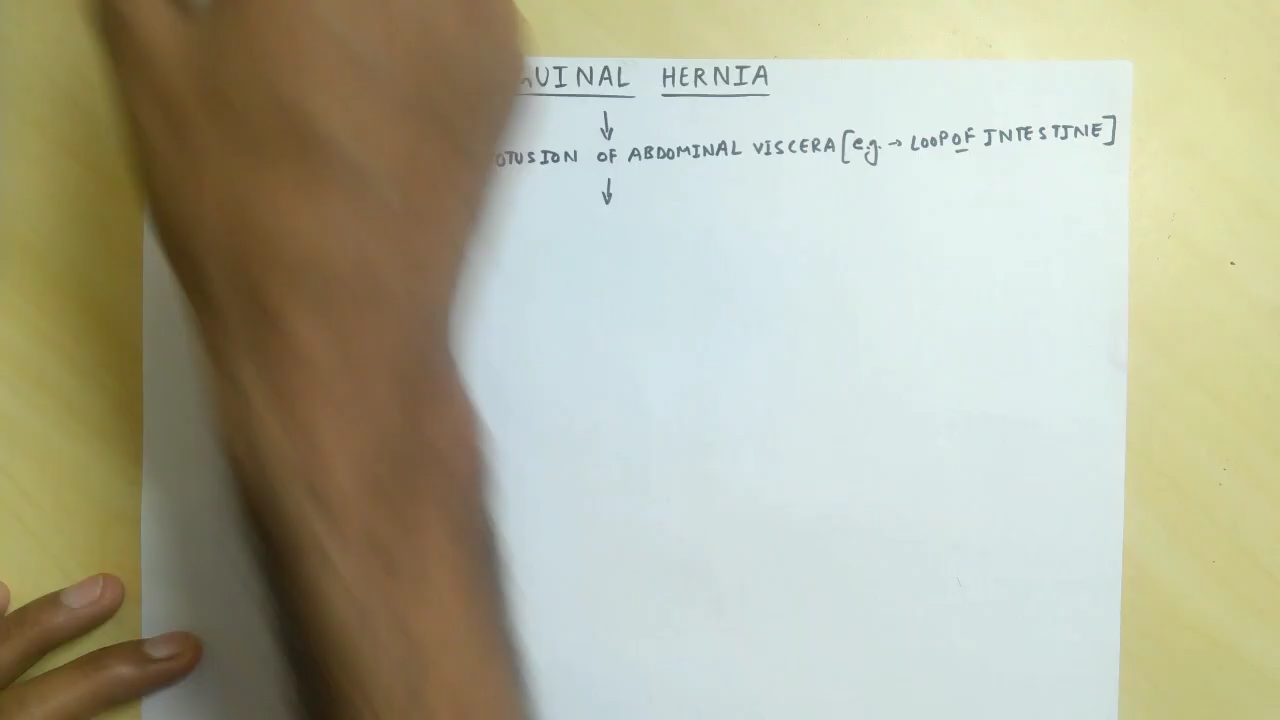 UINAL HERNIA
↓
OTUSION OF ABDOMINAL VISCERA [e.g. → LOOP OF INTESTINE]
↓